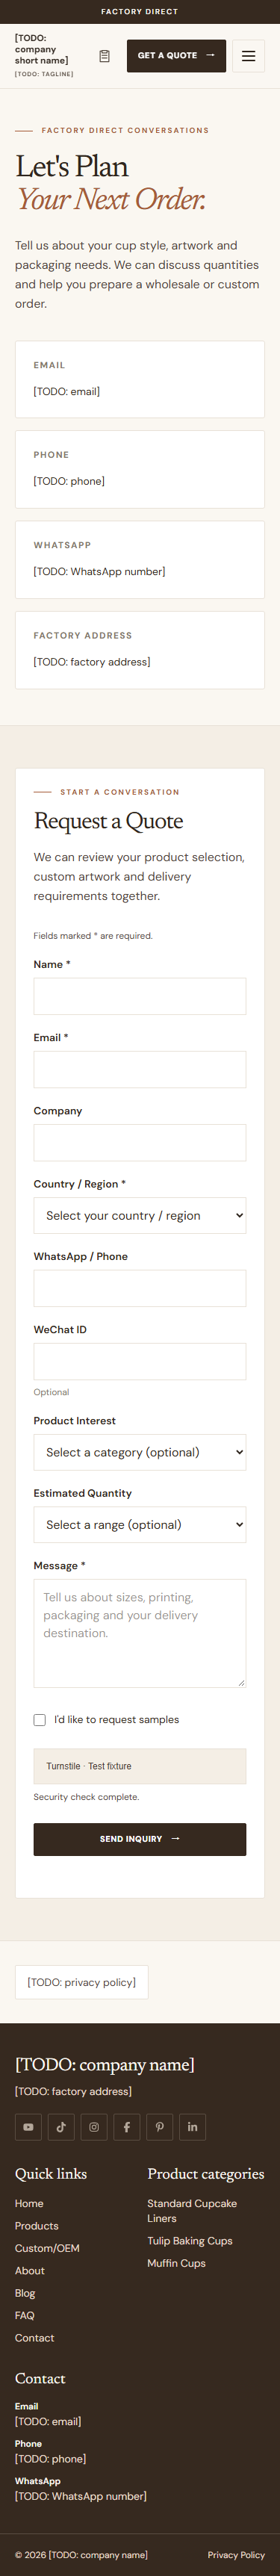 FACTORY DIRECT
[TODO:
company
short name]
[TODO: TAGLINE]
GET A QUOTE →
FACTORY DIRECT CONVERSATIONS
Let's Plan
Your Next Order.
Tell us about your cup style, artwork and
packaging needs. We can discuss quantities
and help you prepare a wholesale or custom
order.
EMAIL
[TODO: email]
PHONE
[TODO: phone]
WHATSAPP
[TODO: WhatsApp number]
FACTORY ADDRESS
[TODO: factory address]
START A CONVERSATION
Request a Quote
We can review your product selection,
custom artwork and delivery
requirements together.
Fields marked * are required.
Name *
Email *
Company
Country / Region *
Select your country / region
WhatsApp / Phone
WeChat ID
Optional
Product Interest
Select a category (optional)
Estimated Quantity
Select a range (optional)
Message *
Tell us about sizes, printing,
packaging and your delivery
destination.
I'd like to request samples
Turnstile · Test fixture
Security check complete.
SEND INQUIRY →
[TODO: privacy policy]
[TODO: company name]
[TODO: factory address]
Quick links
Home
Products
Custom/OEM
About
Blog
FAQ
Contact
Product categories
Standard Cupcake
Liners
Tulip Baking Cups
Muffin Cups
Contact
Email
[TODO: email]
Phone
[TODO: phone]
WhatsApp
[TODO: WhatsApp number]
© 2026 [TODO: company name]
Privacy Policy